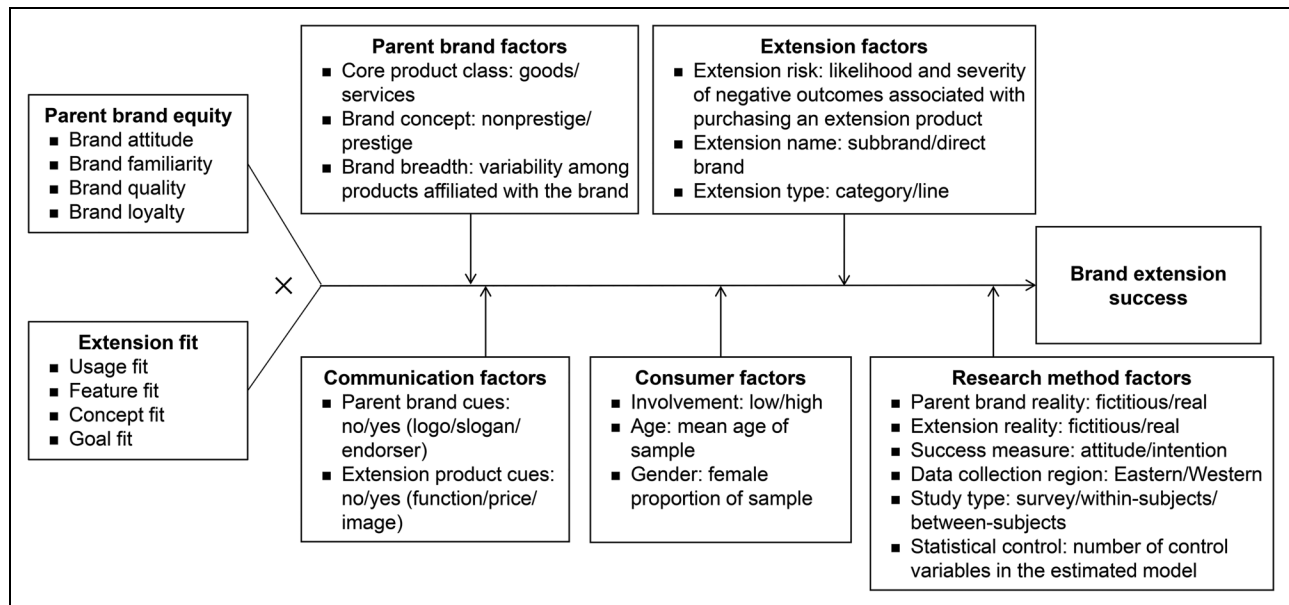 Parent brand equity
▪ Brand attitude
▪ Brand familiarity
▪ Brand quality
▪ Brand loyalty
×
Extension fit
▪ Usage fit
▪ Feature fit
▪ Concept fit
▪ Goal fit
Parent brand factors
▪ Core product class: goods/
services
▪ Brand concept: nonprestige/
prestige
▪ Brand breadth: variability among
products affiliated with the brand
Extension factors
▪ Extension risk: likelihood and severity
of negative outcomes associated with
purchasing an extension product
▪ Extension name: subbrand/direct
brand
▪ Extension type: category/line
Communication factors
▪ Parent brand cues:
no/yes (logo/slogan/
endorser)
▪ Extension product cues:
no/yes (function/price/
image)
Consumer factors
▪ Involvement: low/high
▪ Age: mean age of
sample
▪ Gender: female
proportion of sample
Research method factors
▪ Parent brand reality: fictitious/real
▪ Extension reality: fictitious/real
▪ Success measure: attitude/intention
▪ Data collection region: Eastern/Western
▪ Study type: survey/within-subjects/
between-subjects
▪ Statistical control: number of control
variables in the estimated model
Brand extension
success